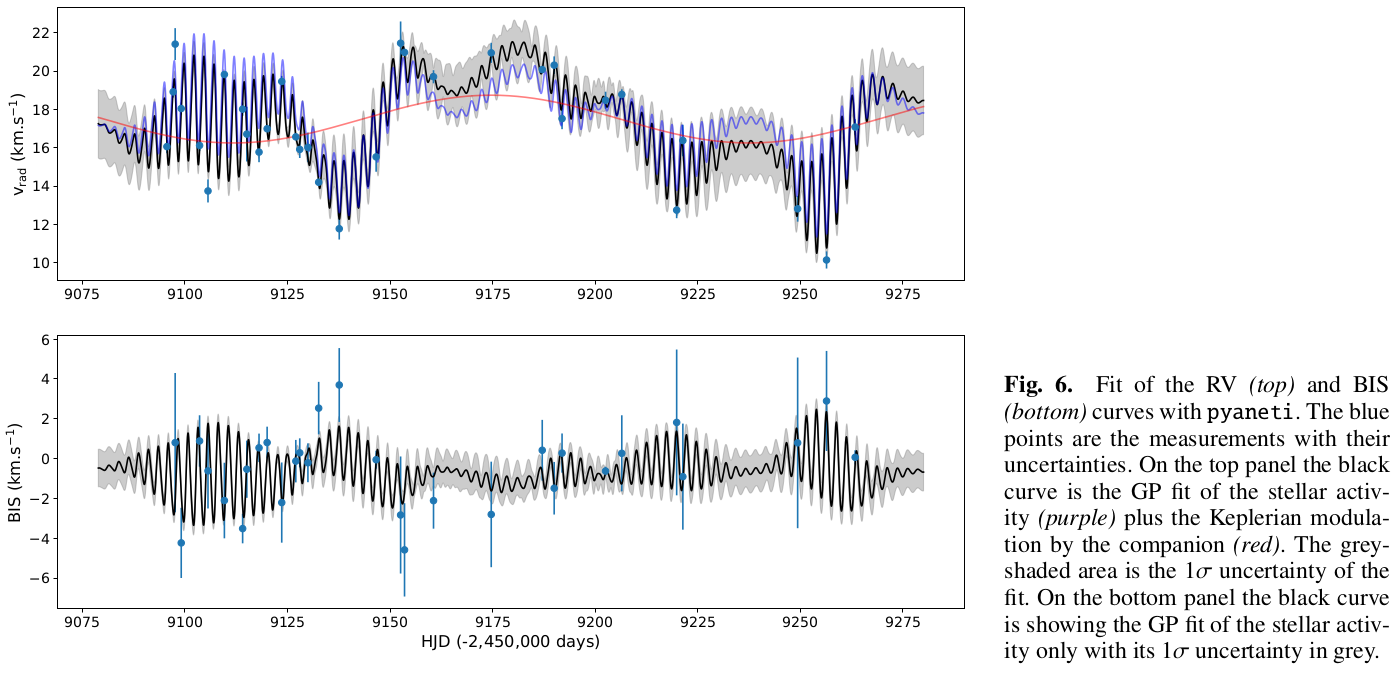 22
20
18
16
14
12
10
v_rad (km.s⁻¹)
9075 9100 9125 9150 9175 9200 9225 9250 9275
6
4
2
0
−2
−4
−6
BIS (km.s⁻¹)
9075 9100 9125 9150 9175 9200 9225 9250 9275
HJD (-2,450,000 days)
Fig. 6. Fit of the RV (top) and BIS
(bottom) curves with pyaneti. The blue
points are the measurements with their
uncertainties. On the top panel the black
curve is the GP fit of the stellar activ-
ity (purple) plus the Keplerian modula-
tion by the companion (red). The grey-
shaded area is the 1σ uncertainty of the
fit. On the bottom panel the black curve
is showing the GP fit of the stellar activ-
ity only with its 1σ uncertainty in grey.